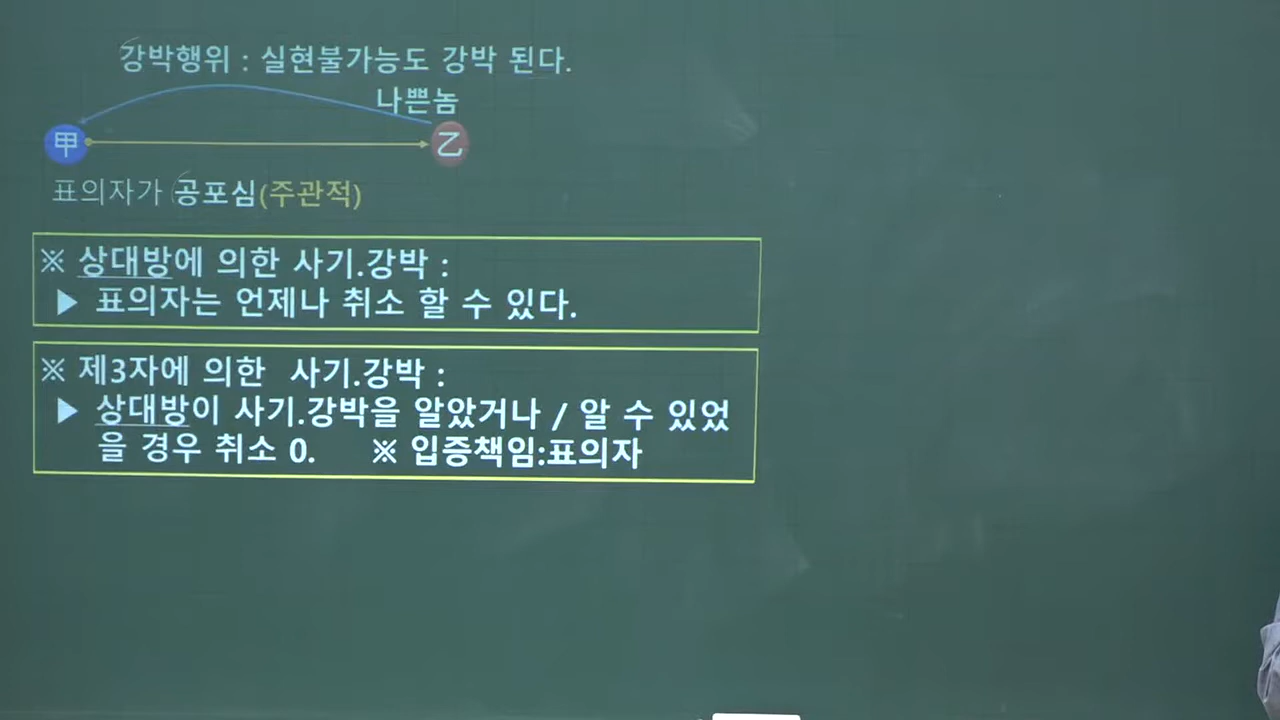 강박행위 : 실현불가능도 강박 된다.
나쁜놈
甲 乙
표의자가 공포심(주관적)
※ 상대방에 의한 사기.강박 :
▶ 표의자는 언제나 취소 할 수 있다.
※ 제3자에 의한 사기.강박 :
▶ 상대방이 사기.강박을 알았거나 / 알 수 있었
을 경우 취소 0. ※ 입증책임:표의자